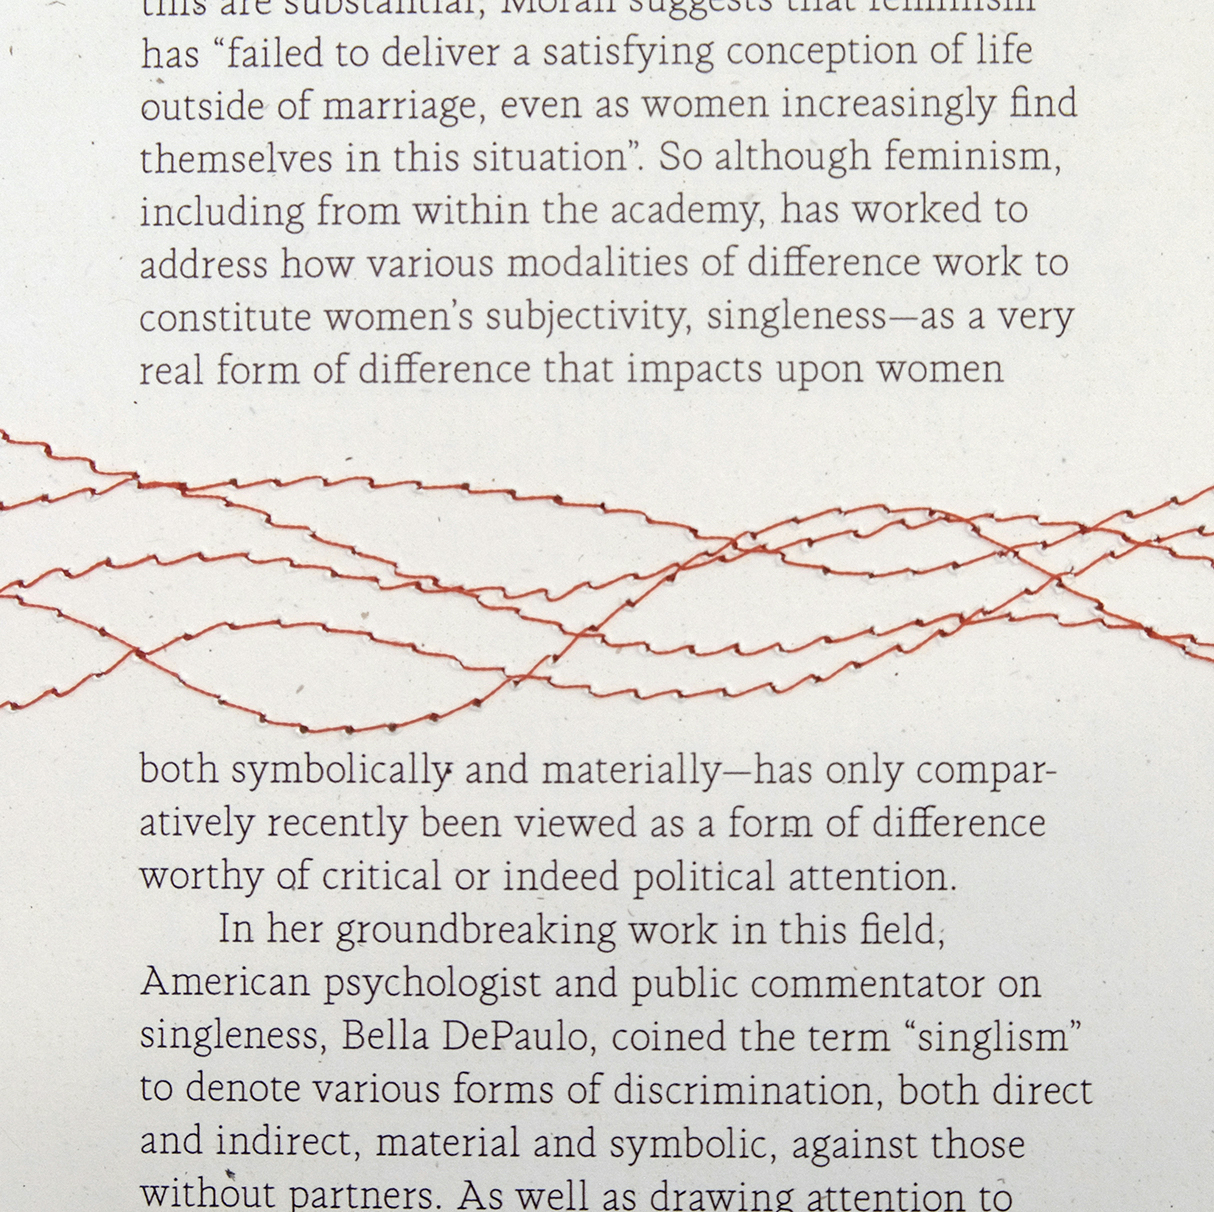 this are substantial; Moran suggests that feminism
has “failed to deliver a satisfying conception of life
outside of marriage, even as women increasingly find
themselves in this situation”. So although feminism,
including from within the academy, has worked to
address how various modalities of difference work to
constitute women’s subjectivity, singleness—as a very
real form of difference that impacts upon women
both symbolically and materially—has only compar-
atively recently been viewed as a form of difference
worthy of critical or indeed political attention.
In her groundbreaking work in this field,
American psychologist and public commentator on
singleness, Bella DePaulo, coined the term “singlism”
to denote various forms of discrimination, both direct
and indirect, material and symbolic, against those
without partners. As well as drawing attention to